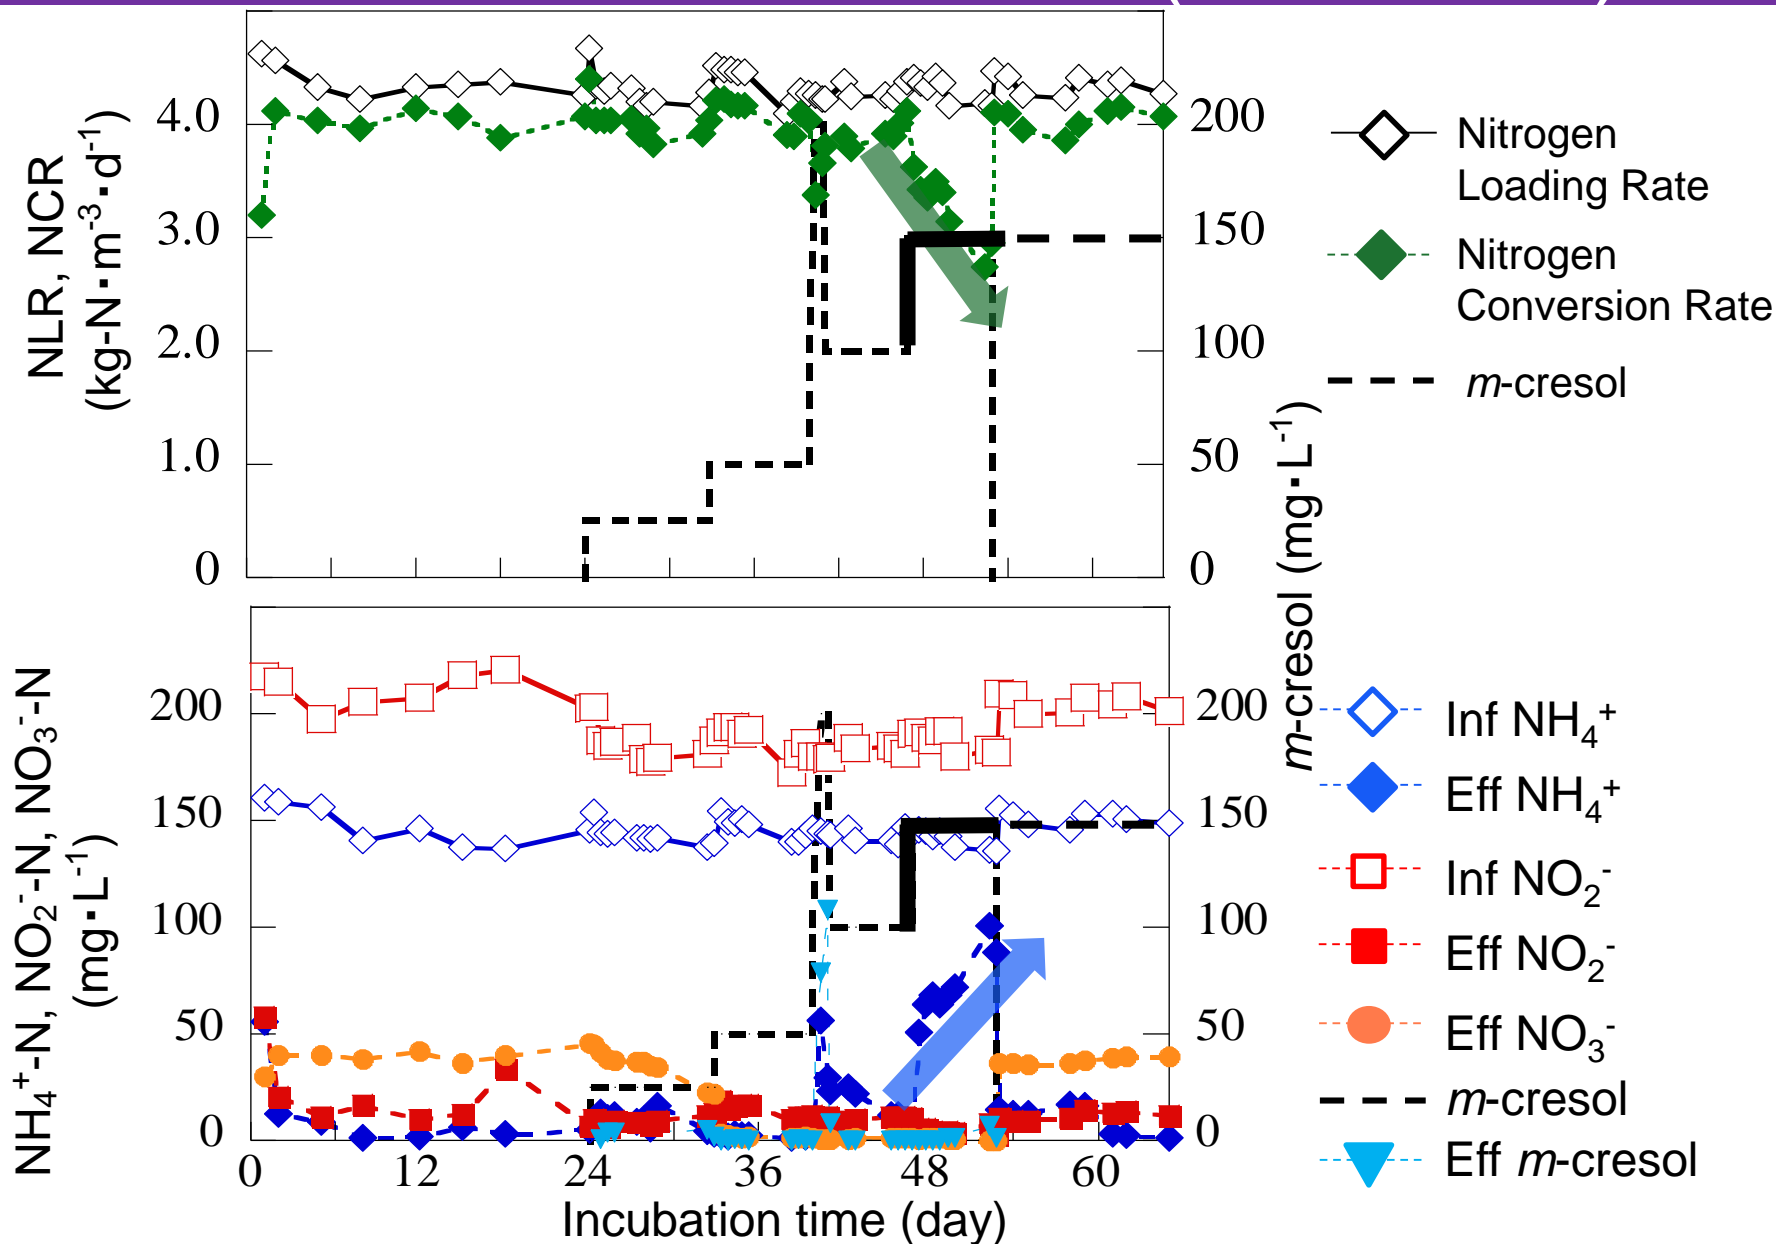 NLR, NCR
(kg-N・m⁻³・d⁻¹)
4.0
3.0
2.0
1.0
0
200
150
100
50
0
m-cresol (mg・L⁻¹)
Nitrogen
Loading Rate
Nitrogen
Conversion Rate
m-cresol
NH₄⁺-N, NO₂⁻-N, NO₃⁻-N
(mg・L⁻¹)
200
150
100
50
0
200
150
100
50
0
0 12 24 36 48 60
Incubation time (day)
Inf NH₄⁺
Eff NH₄⁺
Inf NO₂⁻
Eff NO₂⁻
Eff NO₃⁻
m-cresol
Eff m-cresol